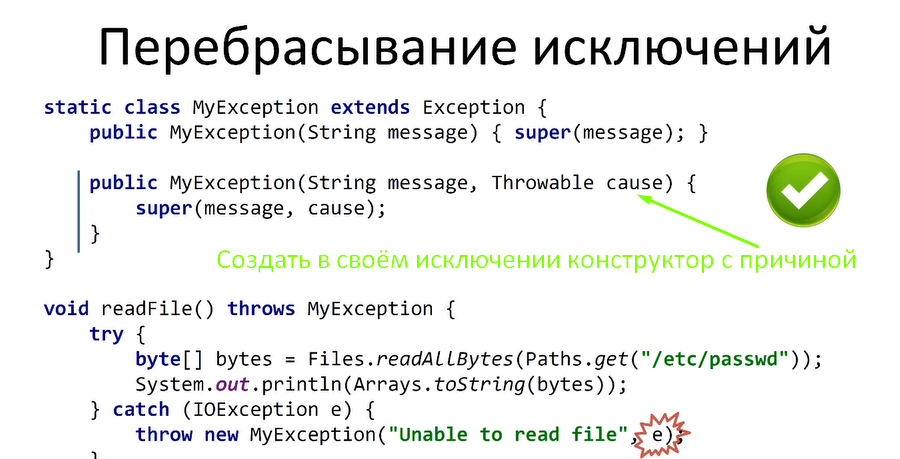 Перебрасывание исключений
static class MyException extends Exception {
    public MyException(String message) { super(message); }
    public MyException(String message, Throwable cause) {
        super(message, cause);
    }
Создать в своём исключении конструктор с причиной
}
void readFile() throws MyException {
    try {
        byte[] bytes = Files.readAllBytes(Paths.get("/etc/passwd"));
        System.out.println(Arrays.toString(bytes));
    } catch (IOException e) {
        throw new MyException("Unable to read file", e);
    }